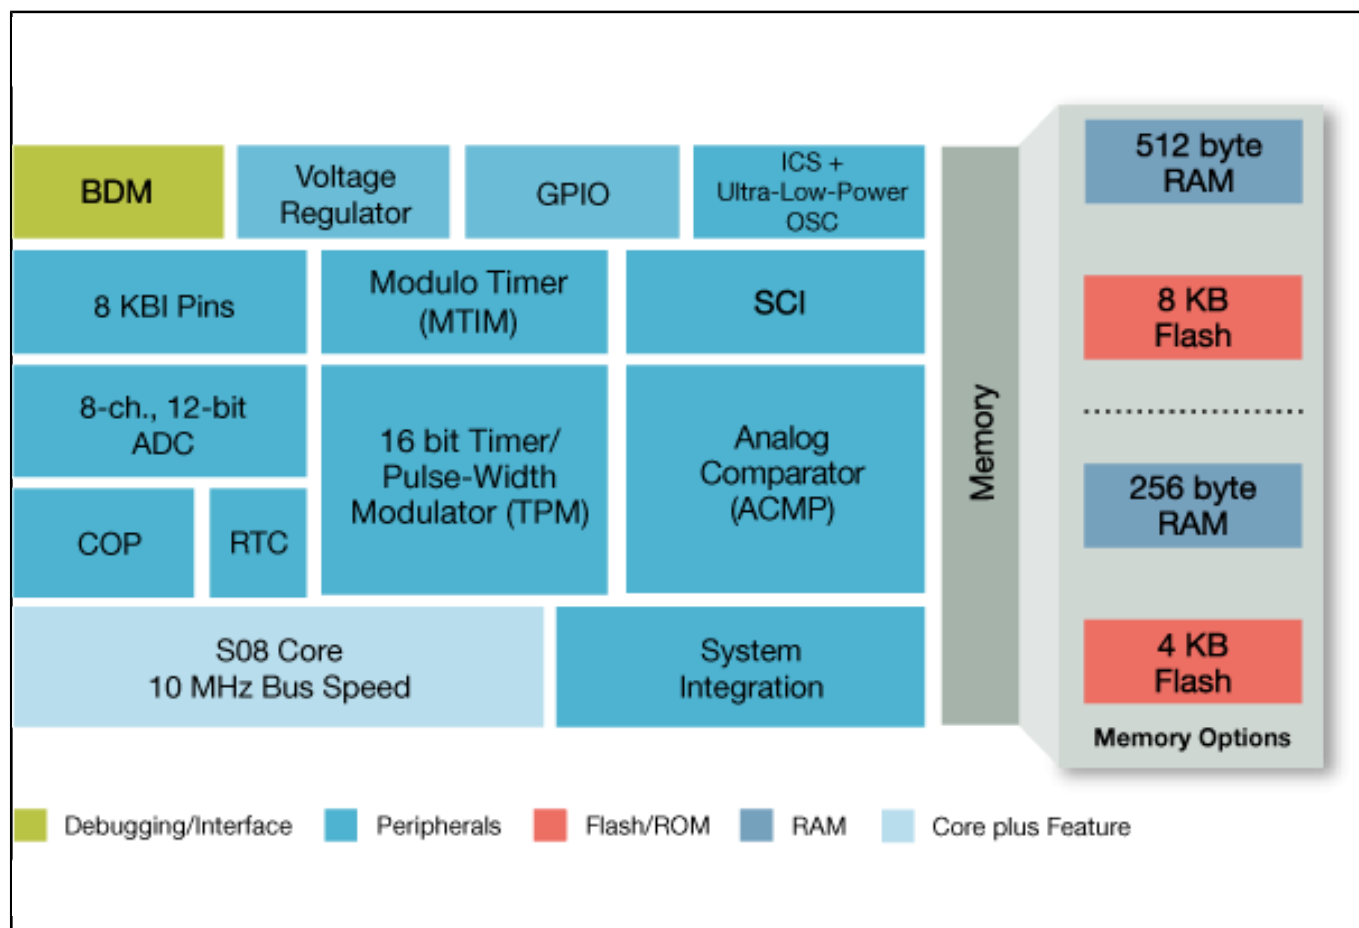 BDM
Voltage
Regulator
GPIO
ICS +
Ultra-Low-Power
OSC
8 KBI Pins
Modulo Timer
(MTIM)
SCI
8-ch., 12-bit
ADC
16 bit Timer/
Pulse-Width
Modulator (TPM)
Analog
Comparator
(ACMP)
COP
RTC
S08 Core
10 MHz Bus Speed
System
Integration
Memory
512 byte
RAM
8 KB
Flash
256 byte
RAM
4 KB
Flash
Memory Options
Debugging/Interface
Peripherals
Flash/ROM
RAM
Core plus Feature